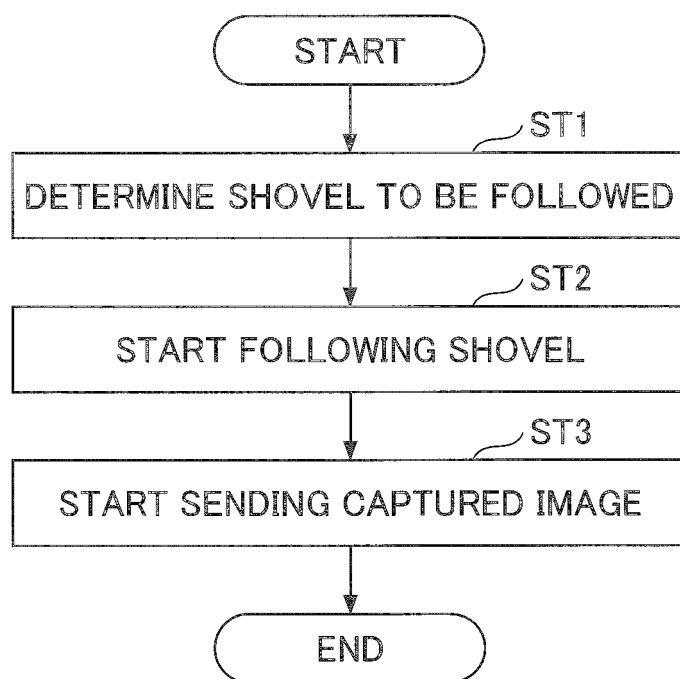 START
ST1
DETERMINE SHOVEL TO BE FOLLOWED
ST2
START FOLLOWING SHOVEL
ST3
START SENDING CAPTURED IMAGE
END